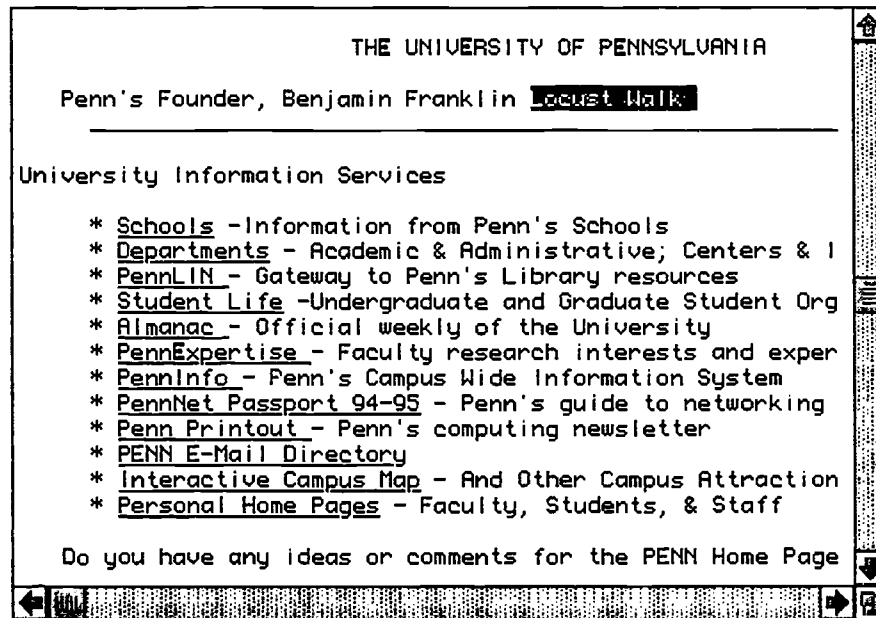 THE UNIVERSITY OF PENNSYLVANIA
Penn's Founder, Benjamin Franklin Locust Walk
University Information Services
* Schools -Information from Penn's Schools
* Departments - Academic & Administrative; Centers & I
* PennLIN - Gateway to Penn's Library resources
* Student Life -Undergraduate and Graduate Student Org
* Almanac - Official weekly of the University
* PennExpertise - Faculty research interests and exper
* PennInfo - Penn's Campus Wide Information System
* PennNet Passport 94-95 - Penn's guide to networking
* Penn Printout - Penn's computing newsletter
* PENN E-Mail Directory
* Interactive Campus Map - And Other Campus Attraction
* Personal Home Pages - Faculty, Students, & Staff
Do you have any ideas or comments for the PENN Home Page